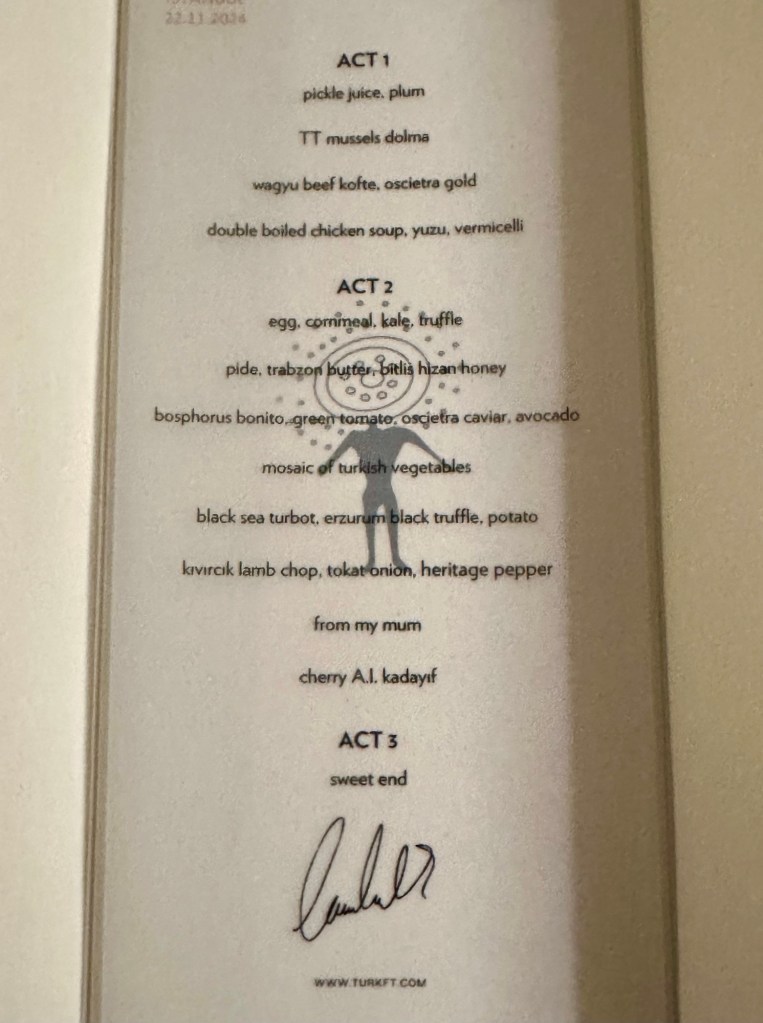 22.11.2024
ACT 1
pickle juice, plum
TT mussels dolma
wagyu beef kofte, oscietra gold
double boiled chicken soup, yuzu, vermicelli
ACT 2
egg, cornmeal, kale, truffle
pide, trabzon butter, bitlis hizan honey
bosphorus bonito, green tomato, oscietra caviar, avocado
mosaic of turkish vegetables
black sea turbot, erzurum black truffle, potato
kıvırcık lamb chop, tokat onion, heritage pepper
from my mum
cherry A.I. kadayıf
ACT 3
sweet end
WWW.TURKFT.COM